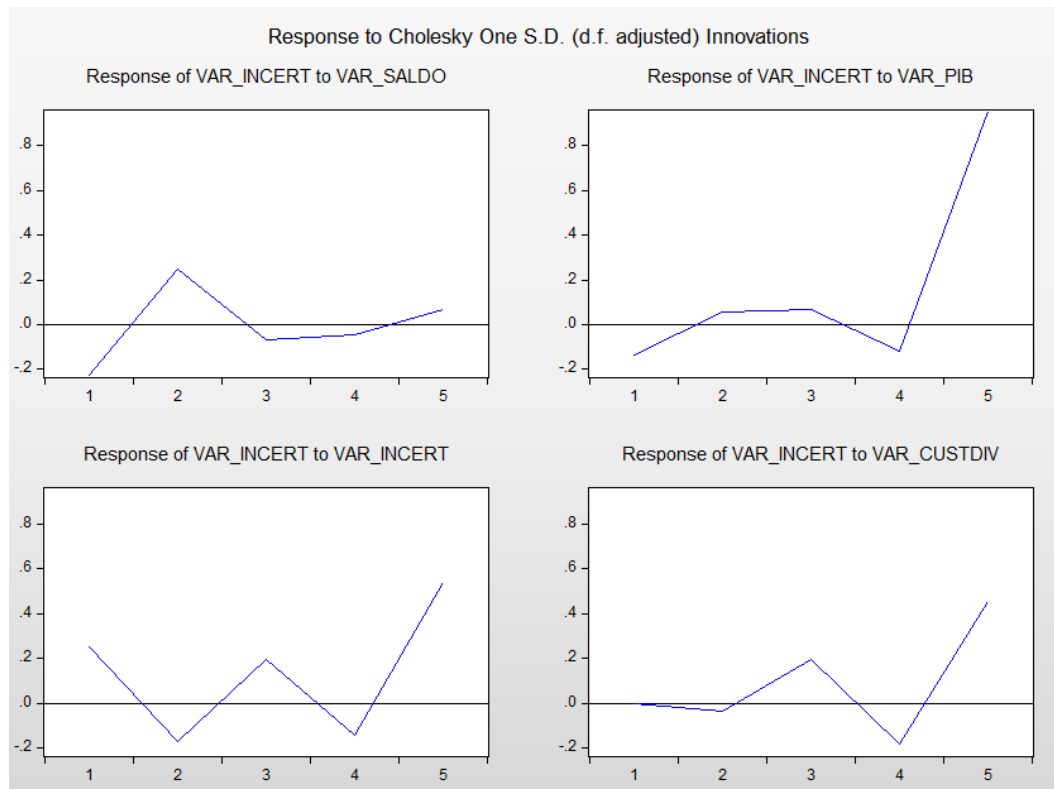 Response to Cholesky One S.D. (d.f. adjusted) Innovations
Response of VAR_INCERT to VAR_SALDO
.8
.6
.4
.2
.0
-.2
1 2 3 4 5
Response of VAR_INCERT to VAR_PIB
.8
.6
.4
.2
.0
-.2
1 2 3 4 5
Response of VAR_INCERT to VAR_INCERT
.8
.6
.4
.2
.0
-.2
1 2 3 4 5
Response of VAR_INCERT to VAR_CUSTDIV
.8
.6
.4
.2
.0
-.2
1 2 3 4 5